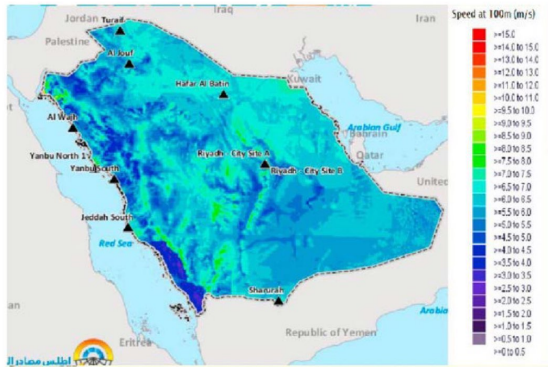 Iraq
Jordan
Iran
Turaif
Palestine
Al Jouf
Kuwait
Hafar Al Batin
Al Wajh
Arabian Gulf
Bahrain
Yanbu North 1
Riyadh - City Site A
Qatar
Yanbu South
Riyadh - City Site B
United
Jeddah South
Red Sea
Sharurah
Arabia
Republic of Yemen
Eritrea
أطلس مصادر ال
Speed at 100m (m/s)
>=15.0
>=14.0 to 15.0
>=13.0 to 14.0
>=12.0 to 13.0
>=11.0 to 12.0
>=10.0 to 11.0
>=9.5 to 10.0
>=9.0 to 9.5
>=8.5 to 9.0
>=8.0 to 8.5
>=7.5 to 8.0
>=7.0 to 7.5
>=6.5 to 7.0
>=6.0 to 6.5
>=5.5 to 6.0
>=5.0 to 5.5
>=4.5 to 5.0
>=4.0 to 4.5
>=3.5 to 4.0
>=3.0 to 3.5
>=2.5 to 3.0
>=2.0 to 2.5
>=1.5 to 2.0
>=1.0 to 1.5
>=0.5 to 1.0
>=0 to 0.5